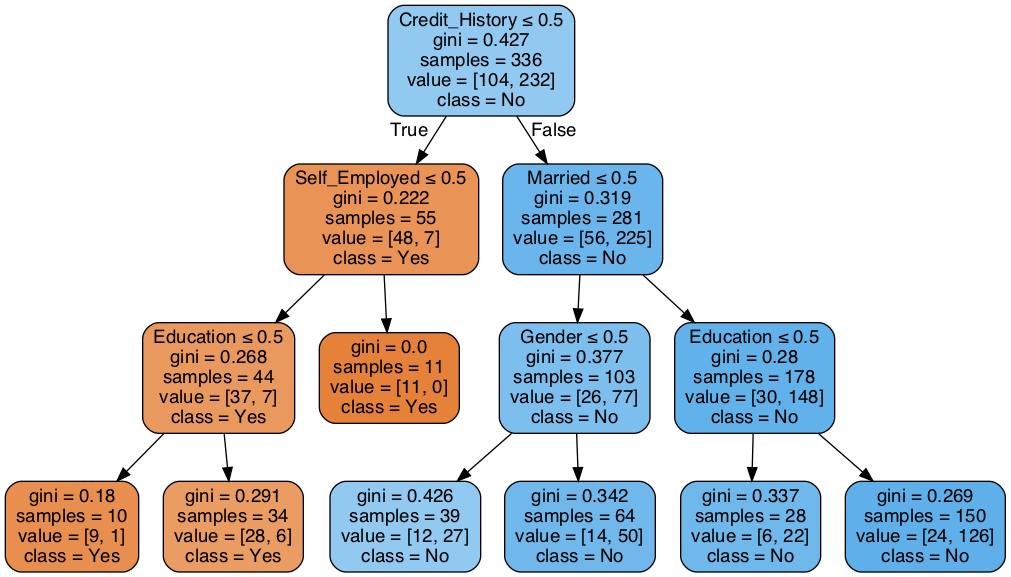 Credit_History ≤ 0.5
gini = 0.427
samples = 336
value = [104, 232]
class = No
True
False
Self_Employed ≤ 0.5
gini = 0.222
samples = 55
value = [48, 7]
class = Yes
Married ≤ 0.5
gini = 0.319
samples = 281
value = [56, 225]
class = No
Education ≤ 0.5
gini = 0.268
samples = 44
value = [37, 7]
class = Yes
gini = 0.0
samples = 11
value = [11, 0]
class = Yes
Gender ≤ 0.5
gini = 0.377
samples = 103
value = [26, 77]
class = No
Education ≤ 0.5
gini = 0.28
samples = 178
value = [30, 148]
class = No
gini = 0.18
samples = 10
value = [9, 1]
class = Yes
gini = 0.291
samples = 34
value = [28, 6]
class = Yes
gini = 0.426
samples = 39
value = [12, 27]
class = No
gini = 0.342
samples = 64
value = [14, 50]
class = No
gini = 0.337
samples = 28
value = [6, 22]
class = No
gini = 0.269
samples = 150
value = [24, 126]
class = No